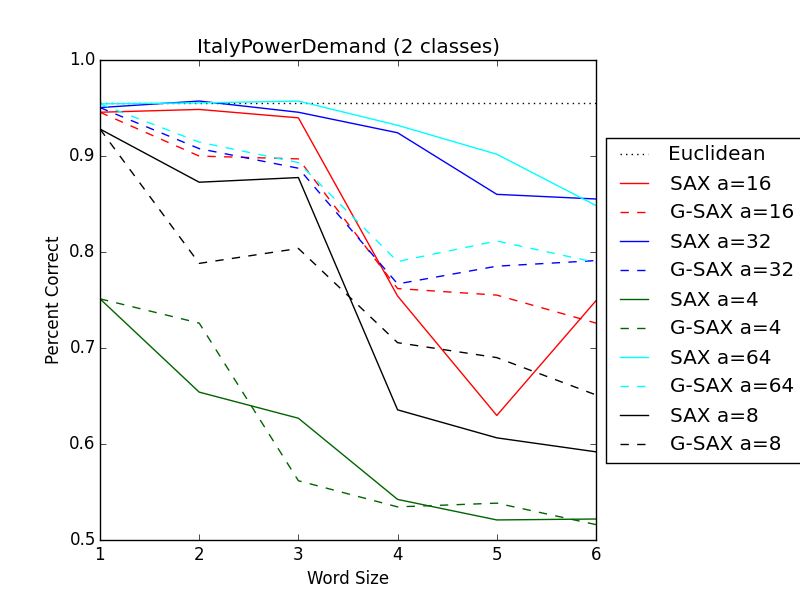 ItalyPowerDemand (2 classes)
1.0
0.9
0.8
0.7
0.6
0.5
Percent Correct
1 2 3 4 5 6
Word Size
Euclidean
SAX a=16
G-SAX a=16
SAX a=32
G-SAX a=32
SAX a=4
G-SAX a=4
SAX a=64
G-SAX a=64
SAX a=8
G-SAX a=8